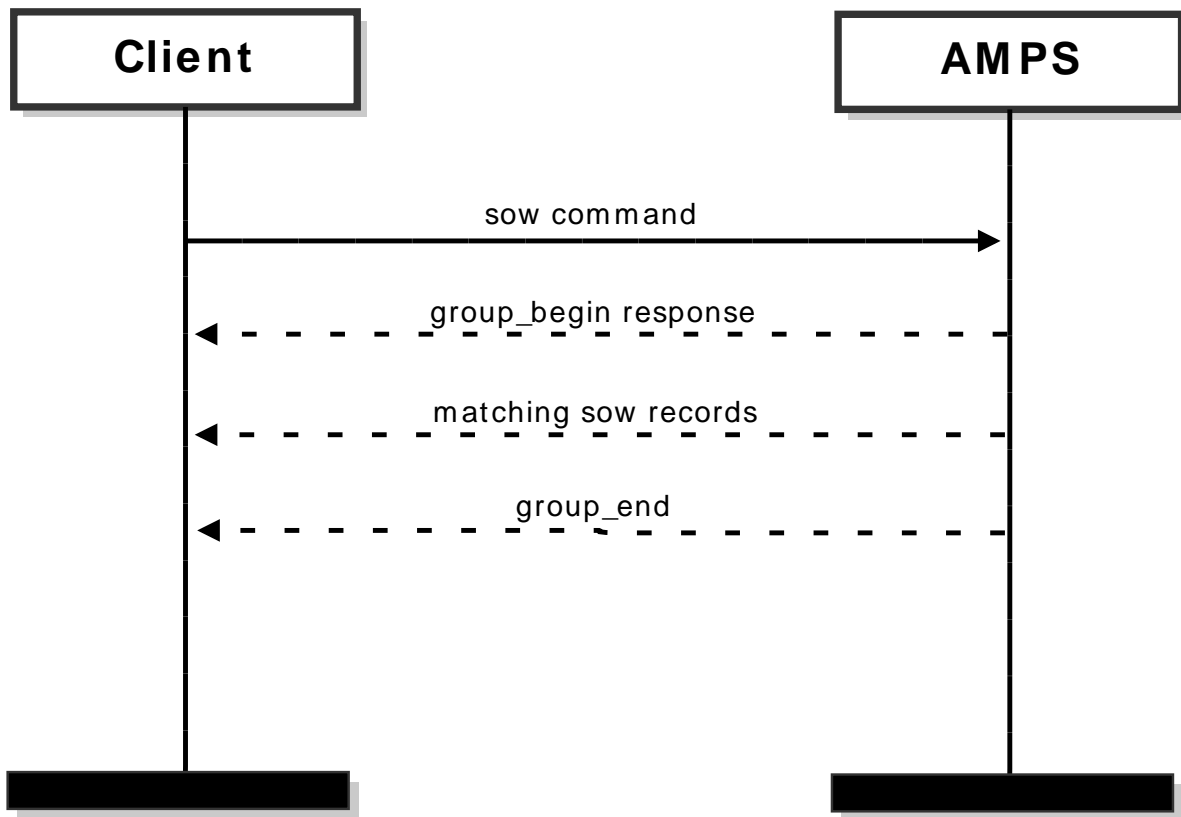 Client
AMPS
sow command
group_begin response
matching sow records
group_end